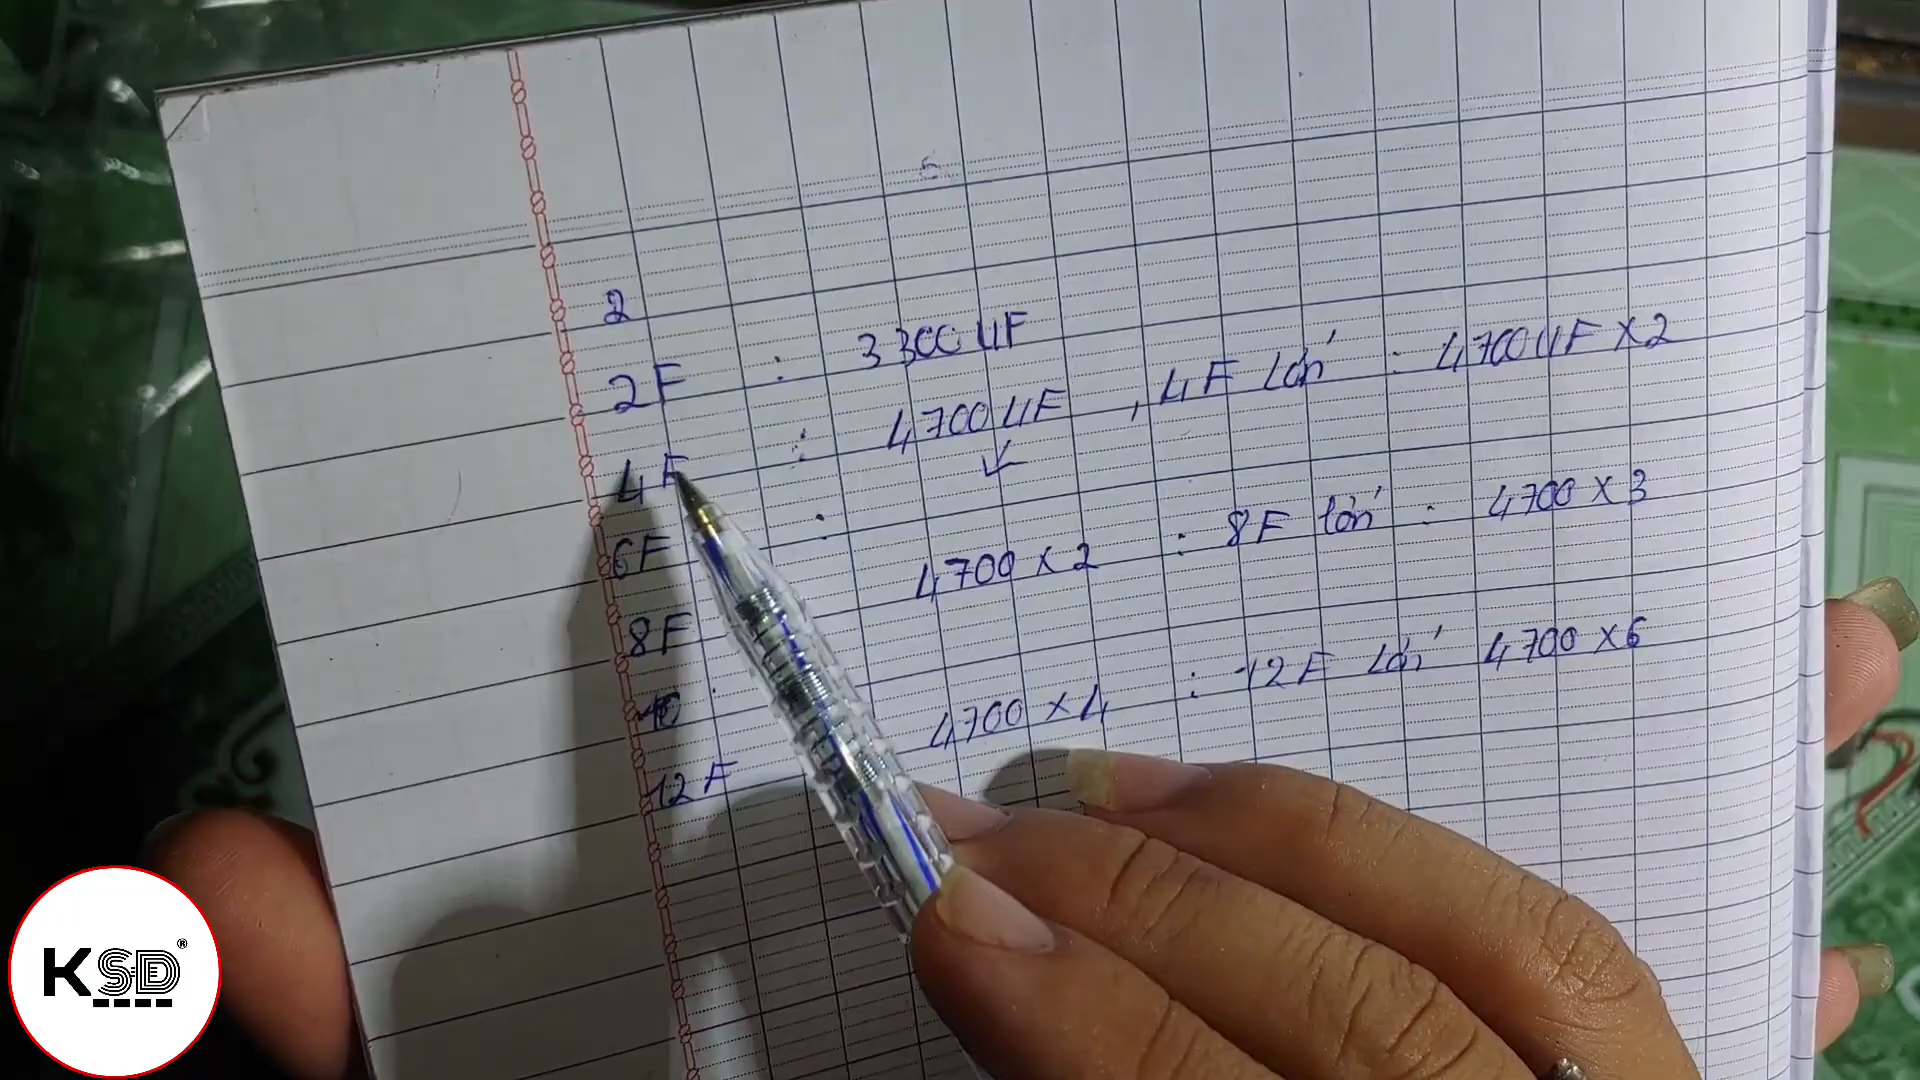 2
2F : 3300 uF
4F : 4700 uF , 4F lớn : 4700 uF x 2
6F :
8F 4700 x 2 : 8F lớn : 4700 x 3
12F 4700 x 4 : 12F lớn 4700 x 6
KSD®